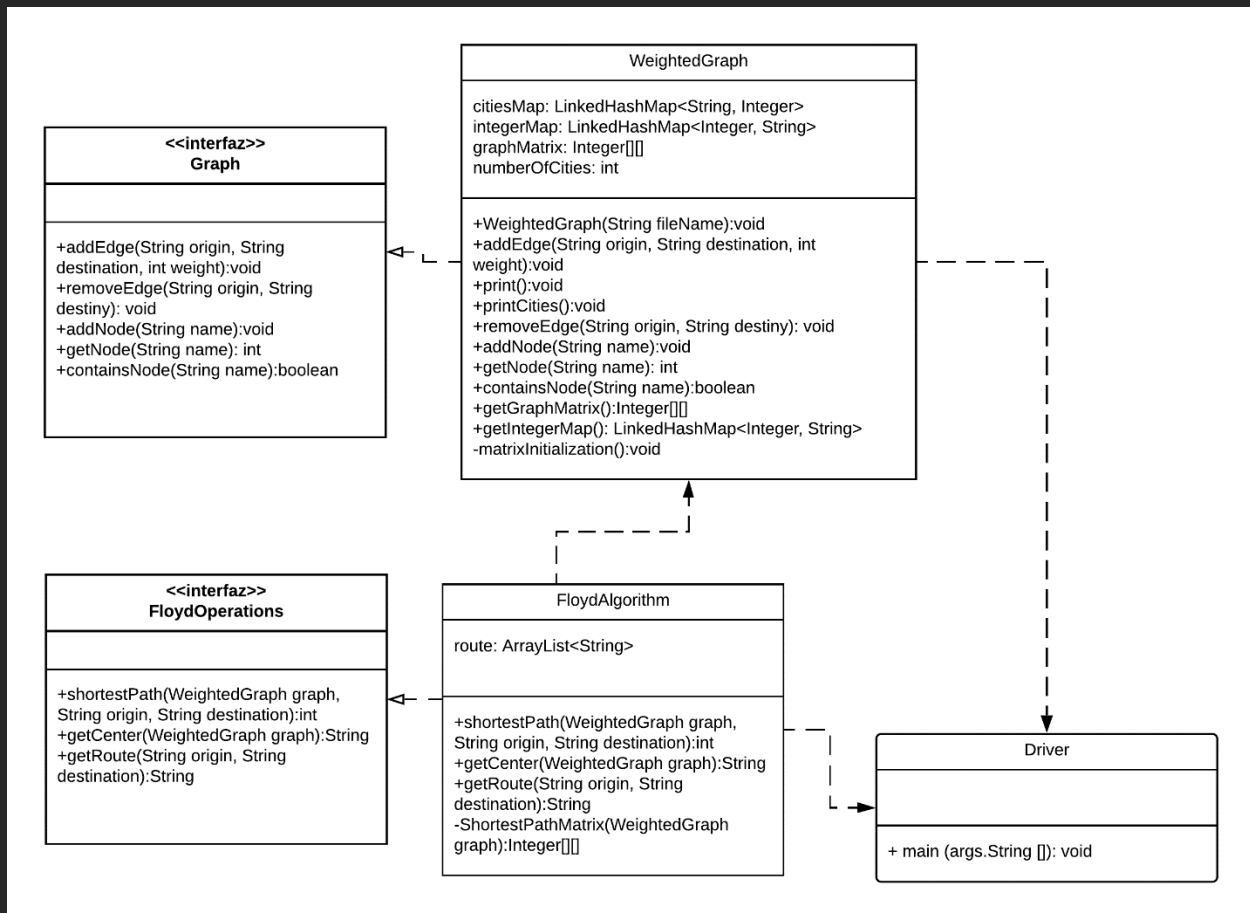 WeightedGraph
citiesMap: LinkedHashMap<String, Integer>
integerMap: LinkedHashMap<Integer, String>
graphMatrix: Integer[][]
numberOfCities: int
+WeightedGraph(String fileName):void
+addEdge(String origin, String destination, int
weight):void
+print():void
+printCities():void
+removeEdge(String origin, String destiny): void
+addNode(String name):void
+getNode(String name): int
+containsNode(String name):boolean
+getGraphMatrix():Integer[][]
+getIntegerMap(): LinkedHashMap<Integer, String>
-matrixInitialization():void
<<interfaz>>
Graph
+addEdge(String origin, String
destination, int weight):void
+removeEdge(String origin, String
destiny): void
+addNode(String name):void
+getNode(String name): int
+containsNode(String name):boolean
<<interfaz>>
FloydOperations
+shortestPath(WeightedGraph graph,
String origin, String destination):int
+getCenter(WeightedGraph graph):String
+getRoute(String origin, String
destination):String
FloydAlgorithm
route: ArrayList<String>
+shortestPath(WeightedGraph graph,
String origin, String destination):int
+getCenter(WeightedGraph graph):String
+getRoute(String origin, String
destination):String
-ShortestPathMatrix(WeightedGraph
graph):Integer[][]
Driver
+ main (args.String []): void